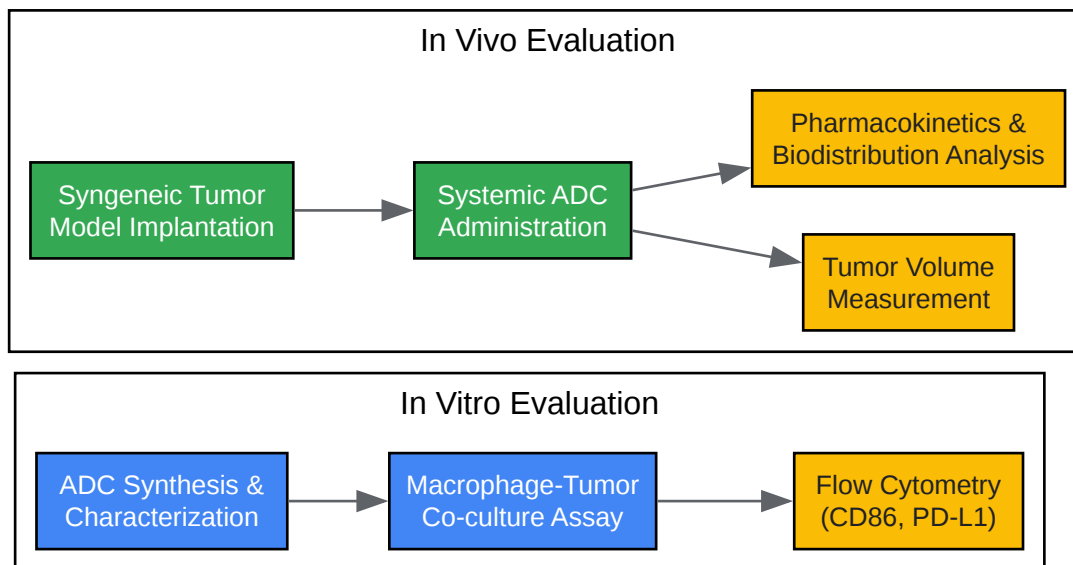 In Vivo Evaluation
Syngeneic Tumor
Model Implantation
Systemic ADC
Administration
Pharmacokinetics &
Biodistribution Analysis
Tumor Volume
Measurement
In Vitro Evaluation
ADC Synthesis &
Characterization
Macrophage-Tumor
Co-culture Assay
Flow Cytometry
(CD86, PD-L1)